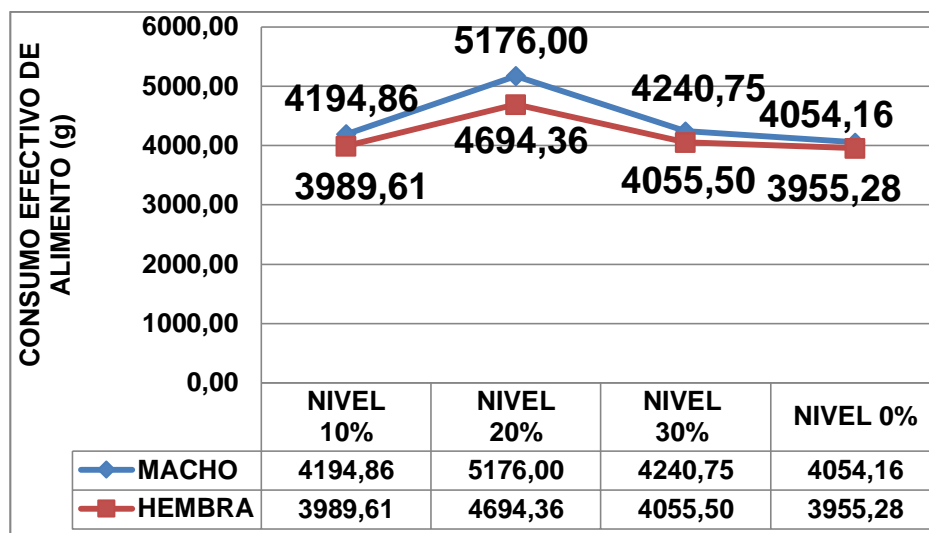 CONSUMO EFECTIVO DE
ALIMENTO (g)
6000,00
5000,00
4000,00
3000,00
2000,00
1000,00
0,00
4194,86
5176,00
4240,75
4054,16
3989,61
4694,36
4055,50
3955,28
NIVEL
10%
NIVEL
20%
NIVEL
30%
NIVEL 0%
MACHO 4194,86 5176,00 4240,75 4054,16
HEMBRA 3989,61 4694,36 4055,50 3955,28